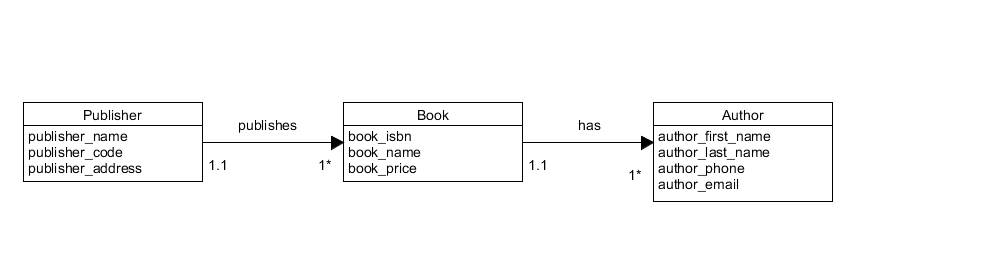 Publisher
publisher_name
publisher_code
publisher_address
publishes
1.1
1*
Book
book_isbn
book_name
book_price
has
1.1
1*
Author
author_first_name
author_last_name
author_phone
author_email